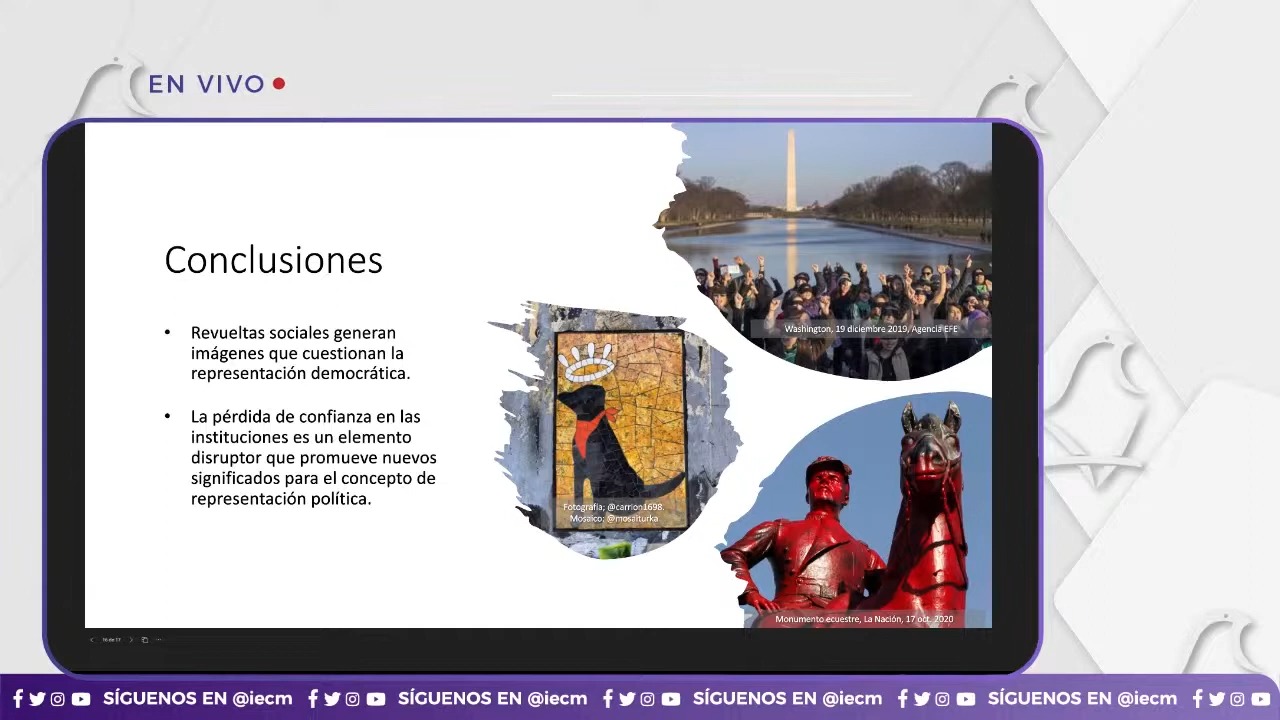 EN VIVO
Conclusiones
• Revueltas sociales generan
imágenes que cuestionan la
representación democrática.
• La pérdida de confianza en las
instituciones es un elemento
disruptor que promueve nuevos
significados para el concepto de
representación política.
Washington, 19 diciembre 2019, Agencia EFE
Fotografía; @carrion1698.
Mosaico: @mosaiturka.
Monumento ecuestre, La Nación, 17 oct. 2020
SÍGUENOS EN @iecm SÍGUENOS EN @iecm SÍGUENOS EN @iecm SÍGUENOS EN @iecm